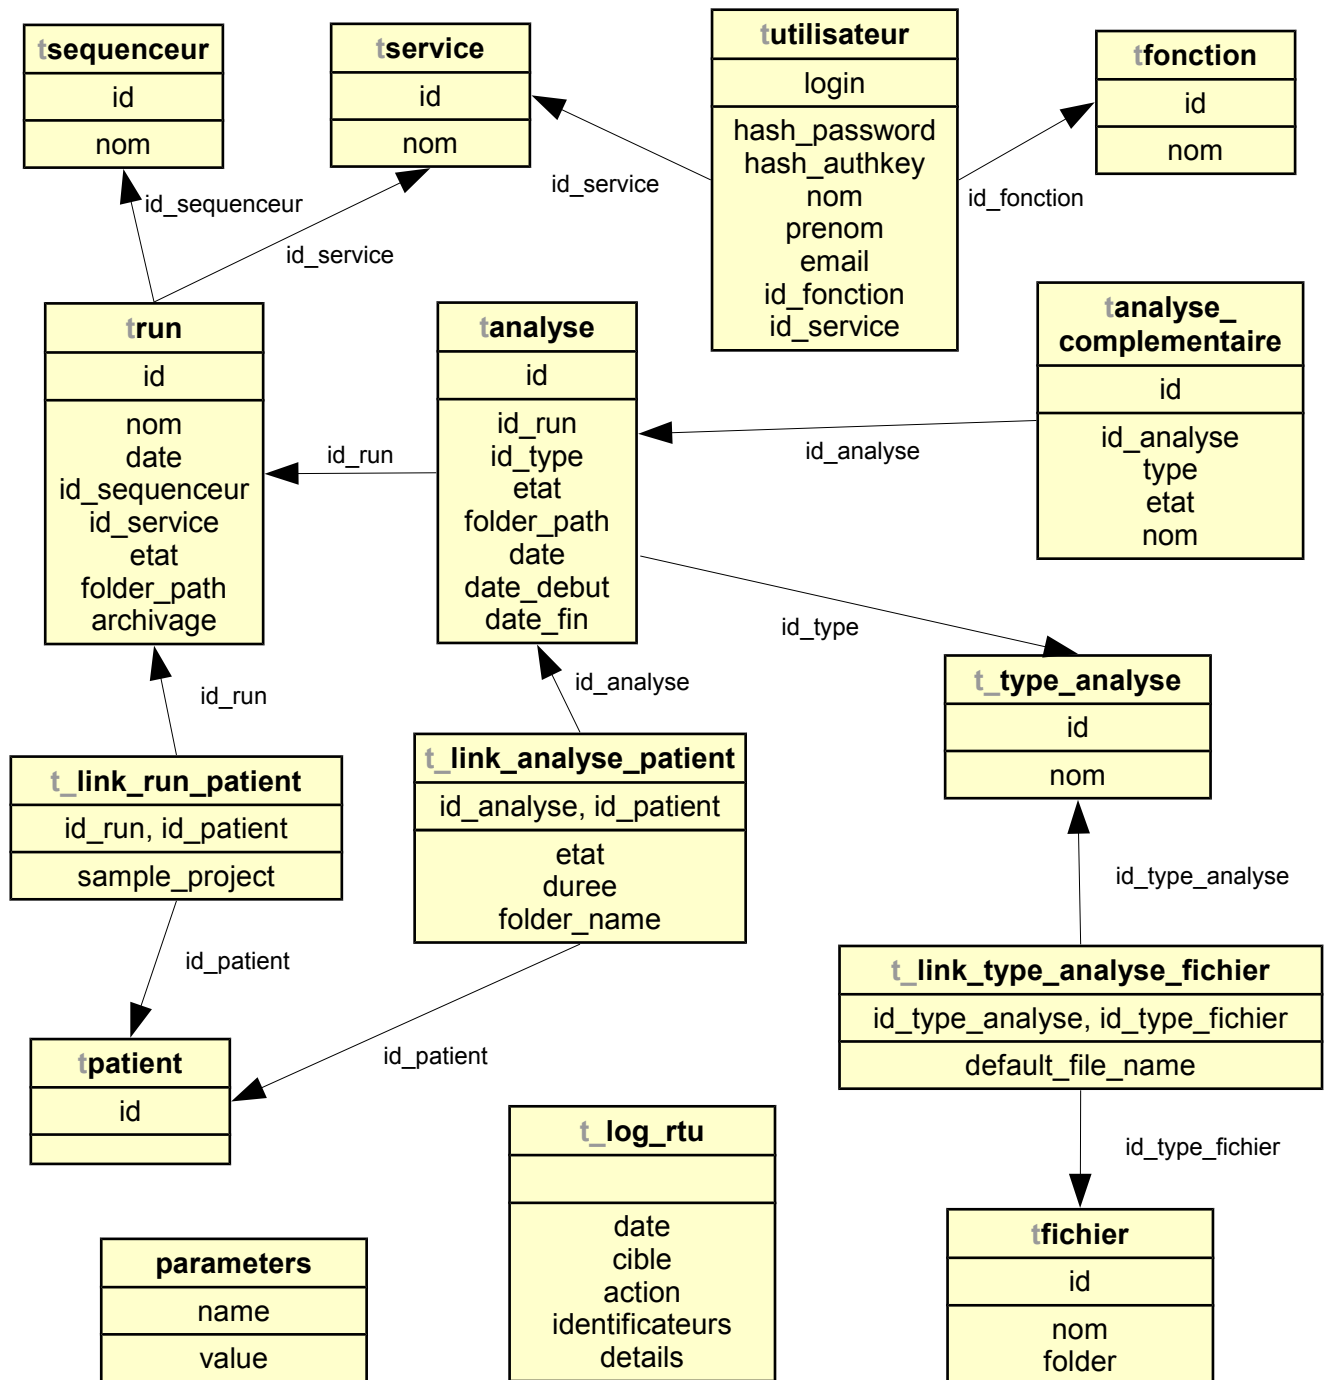 tsequenceur
id
nom
tservice
id
nom
tutilisateur
login
hash_password
hash_authkey
nom
prenom
email
id_fonction
id_service
tfonction
id
nom
id_sequenceur
id_service
id_service
id_fonction
trun
id
nom
date
id_sequenceur
id_service
etat
folder_path
archivage
id_run
tanalyse
id
id_run
id_type
etat
folder_path
date
date_debut
date_fin
id_analyse
tanalyse_
complementaire
id
id_analyse
type
etat
nom
id_type
id_run
id_analyse
t_type_analyse
id
nom
t_link_run_patient
id_run, id_patient
sample_project
t_link_analyse_patient
id_analyse, id_patient
etat
duree
folder_name
id_type_analyse
id_patient
id_patient
t_link_type_analyse_fichier
id_type_analyse, id_type_fichier
default_file_name
tpatient
id
id_type_fichier
t_log_rtu
date
cible
action
identificateurs
details
parameters
name
value
tfichier
id
nom
folder